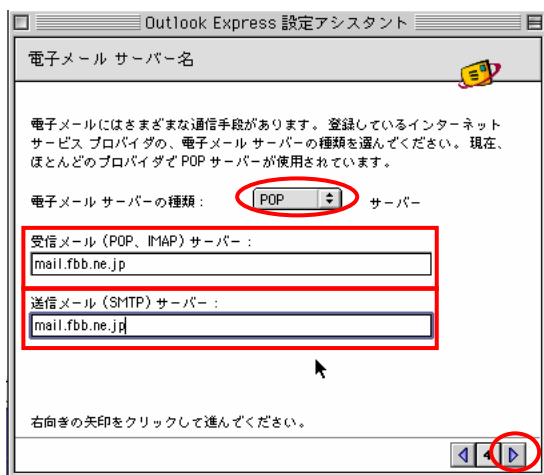 Outlook Express 設定アシスタント
電子メール サーバー名
電子メールにはさまざまな通信手段があります。登録しているインターネット
サービス プロバイダの、電子メール サーバーの種類を選んでください。現在、
ほとんどのプロバイダで POP サーバーが使用されています。
電子メール サーバーの種類： POP サーバー
受信メール（POP、IMAP）サーバー：
mail.fbb.ne.jp
送信メール（SMTP）サーバー：
mail.fbb.ne.jp
右向きの矢印をクリックして進んでください。
4